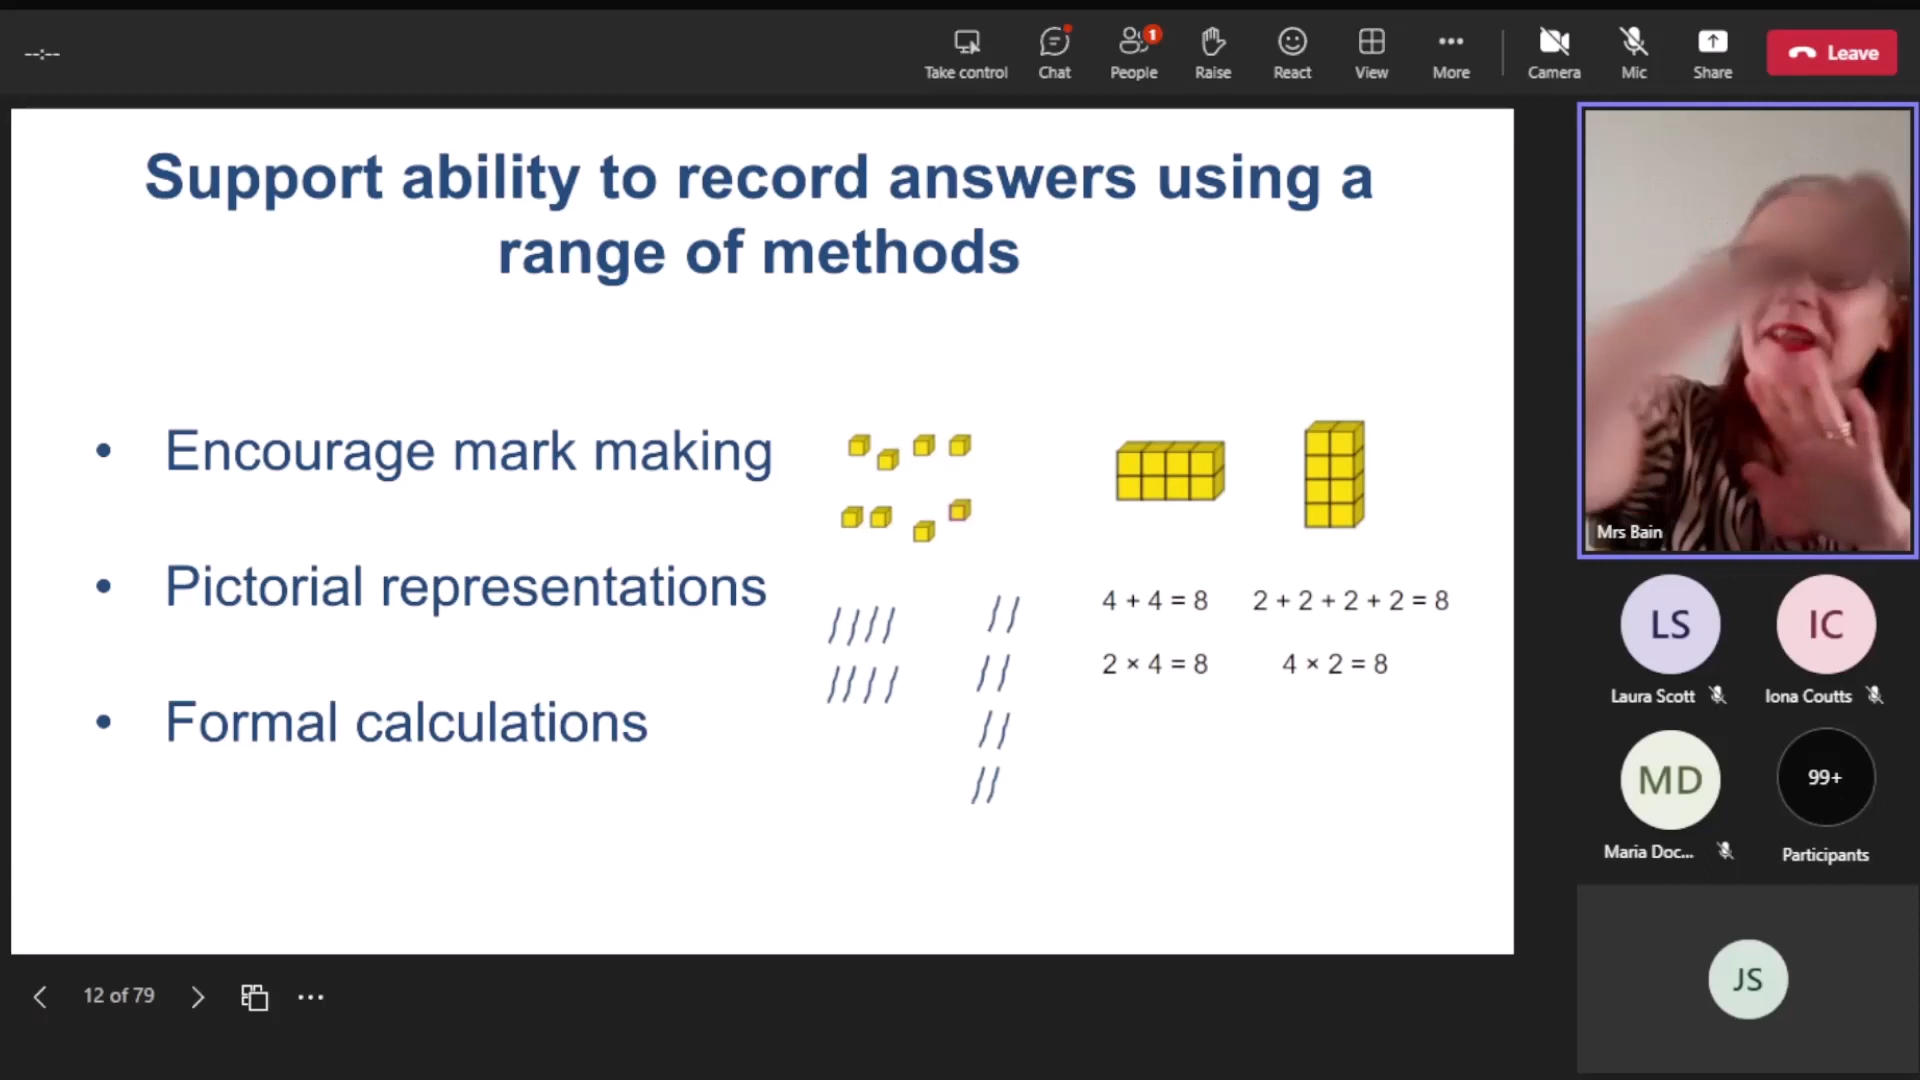 --:--
Take control
Chat
1
People
Raise
React
View
More
Camera
Mic
Share
Leave
Support ability to record answers using a
range of methods
• Encourage mark making
• Pictorial representations
• Formal calculations
4 + 4 = 8 2 + 2 + 2 + 2 = 8
2 × 4 = 8 4 × 2 = 8
Mrs Bain
LS
Laura Scott
IC
Iona Coutts
MD
Maria Doc...
99+
Participants
JS
12 of 79